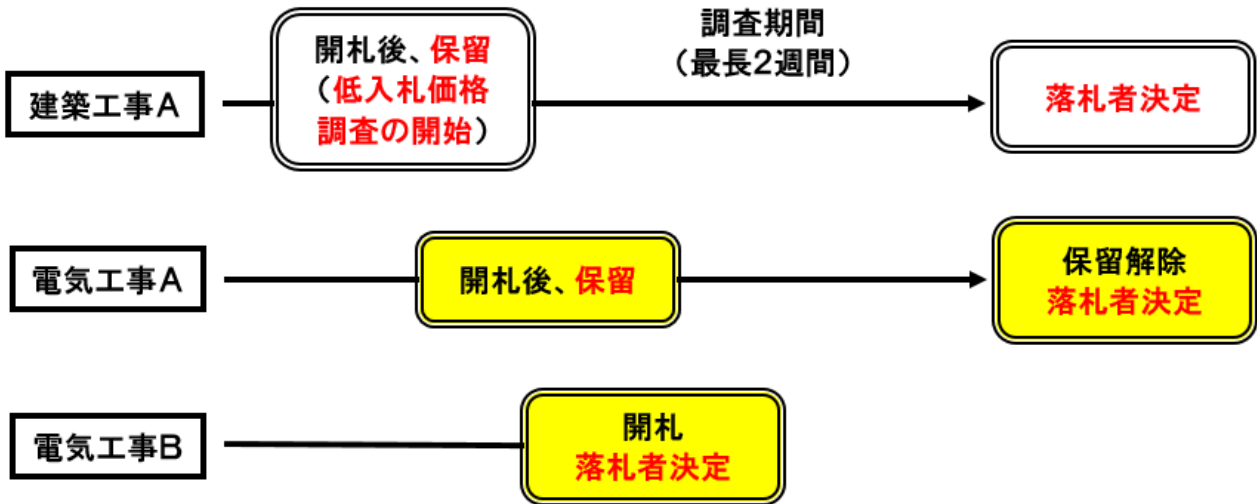 建築工事A
開札後、保留
（低入札価格
調査の開始）
調査期間
（最長2週間）
落札者決定
電気工事A
開札後、保留
保留解除
落札者決定
電気工事B
開札
落札者決定